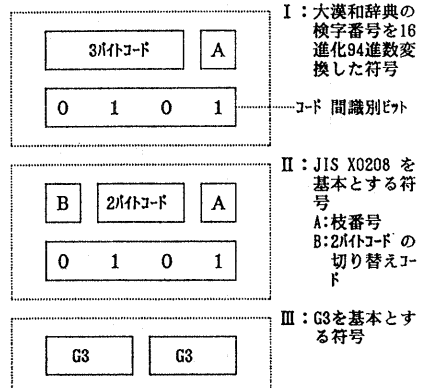 3バイトコード A
0 1 0 1
コード 間識別ビット
Ⅰ：大漢和辞典の
検字番号を16
進化94進数変
換した符号
B 2バイトコード A
0 1 0 1
Ⅱ：JIS X0208 を
基本とする符
号
A:枝番号
B:2バイトコード の
切り替えコー
ド
G3 G3
Ⅲ：G3を基本とす
る符号